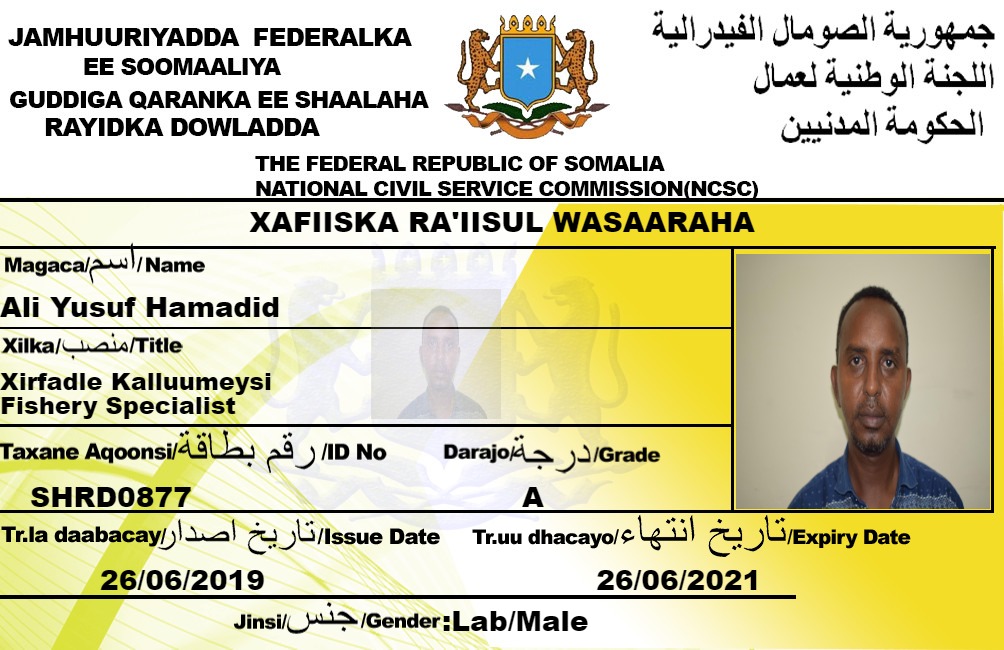 JAMHUURIYADDA FEDERALKA
EE SOOMAALIYA
GUDDIGA QARANKA EE SHAALAHA
RAYIDKA DOWLADDA
جمهورية الصومال الفيدرالية
اللجنة الوطنية لعمال
الحكومة المدنيين
THE FEDERAL REPUBLIC OF SOMALIA
NATIONAL CIVIL SERVICE COMMISSION(NCSC)
XAFIISKA RA'IISUL WASAARAHA
Magaca/اسم/Name
Ali Yusuf Hamadid
Xilka/منصب/Title
Xirfadle Kalluumeysi
Fishery Specialist
Taxane Aqoonsi/رقم بطاقة/ID No
Darajo/درجة/Grade
SHRD0877
A
Tr.la daabacay/تاريخ اصدار/Issue Date
Tr.uu dhacayo/تاريخ انتهاء/Expiry Date
26/06/2019
26/06/2021
Jinsi/جنس/Gender:Lab/Male